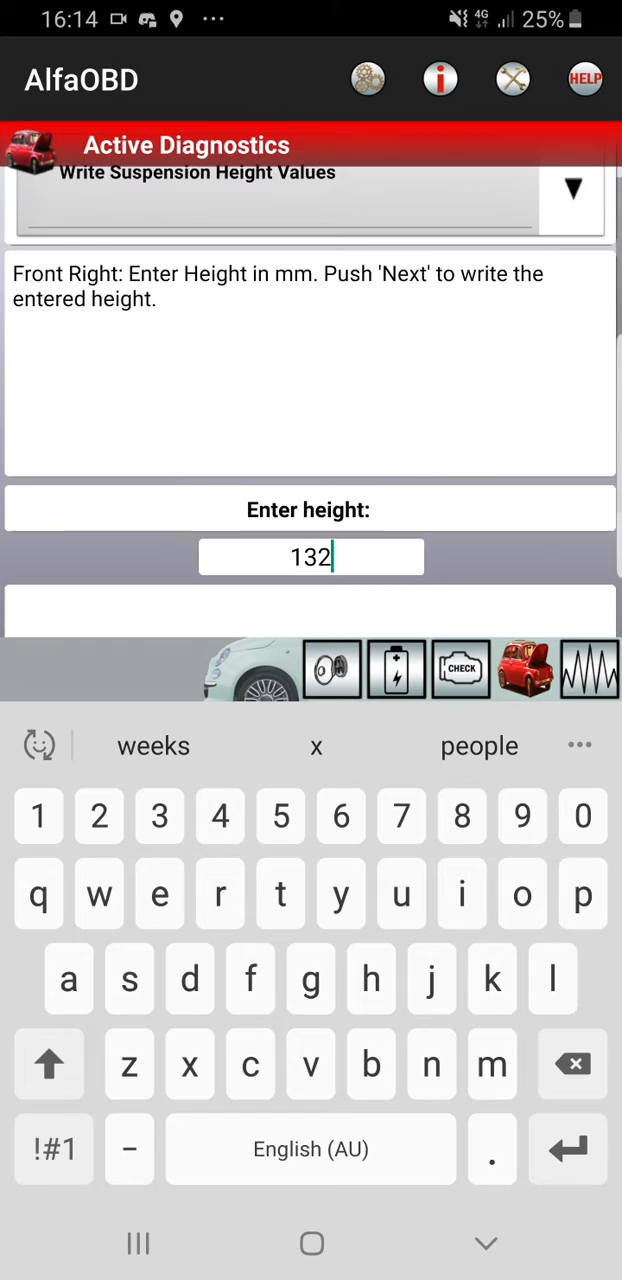 16:14 4G 25%
AlfaOBD HELP
Active Diagnostics
Write Suspension Height Values
Front Right: Enter Height in mm. Push 'Next' to write the
entered height.
Enter height:
132
CHECK
weeks x people
1 2 3 4 5 6 7 8 9 0
q w e r t y u i o p
a s d f g h j k l
z x c v b n m
!#1 - English (AU) .